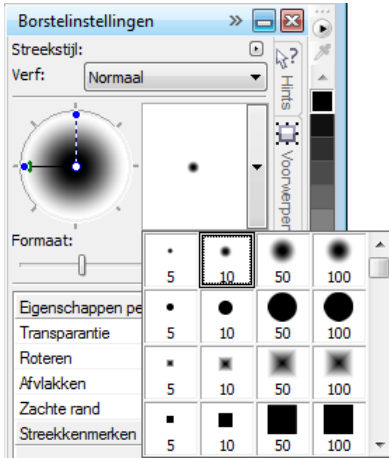 Borstelinstellingen
Streekstijl:
Verf: Normaal
Hints
Voorwerpen
Formaat:
5 10 50 100
5 10 50 100
5 10 50 100
5 10 50 100
Eigenschappen pe
Transparantie
Roteren
Afvlakken
Zachte rand
Streekkenmerken